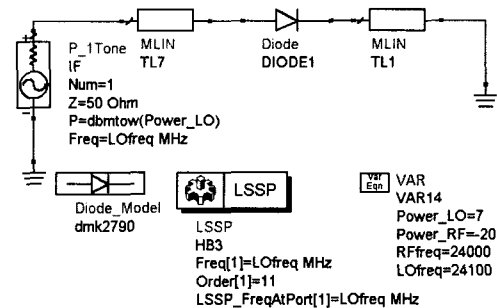 P_1Tone
IF
Num=1
Z=50 Ohm
P=dbmtow(Power_LO)
Freq=LOfreq MHz
MLIN
TL7
Diode
DIODE1
MLIN
TL1
Diode_Model
dmk2790
LSSP
LSSP
HB3
Freq[1]=LOfreq MHz
Order[1]=11
LSSP_FreqAtPort[1]=LOfreq MHz
Var
Eqn
VAR
VAR14
Power_LO=7
Power_RF=-20
RFfreq=24000
LOfreq=24100